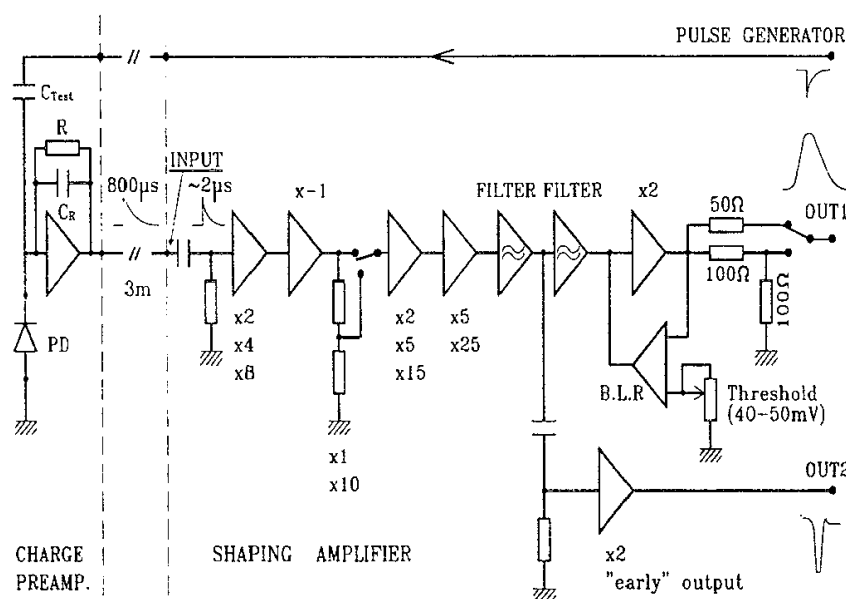 PULSE GENERATOR
//
C_Test
R
C_R
800μs
INPUT
~2μs
x-1
FILTER FILTER
x2
50Ω
OUT1
100Ω
100Ω
//
3m
PD
x2
x4
x8
x2
x5
x15
x5
x25
B.L.R
Threshold
(40-50mV)
x1
x10
OUT2
x2
"early" output
CHARGE
PREAMP.
SHAPING AMPLIFIER